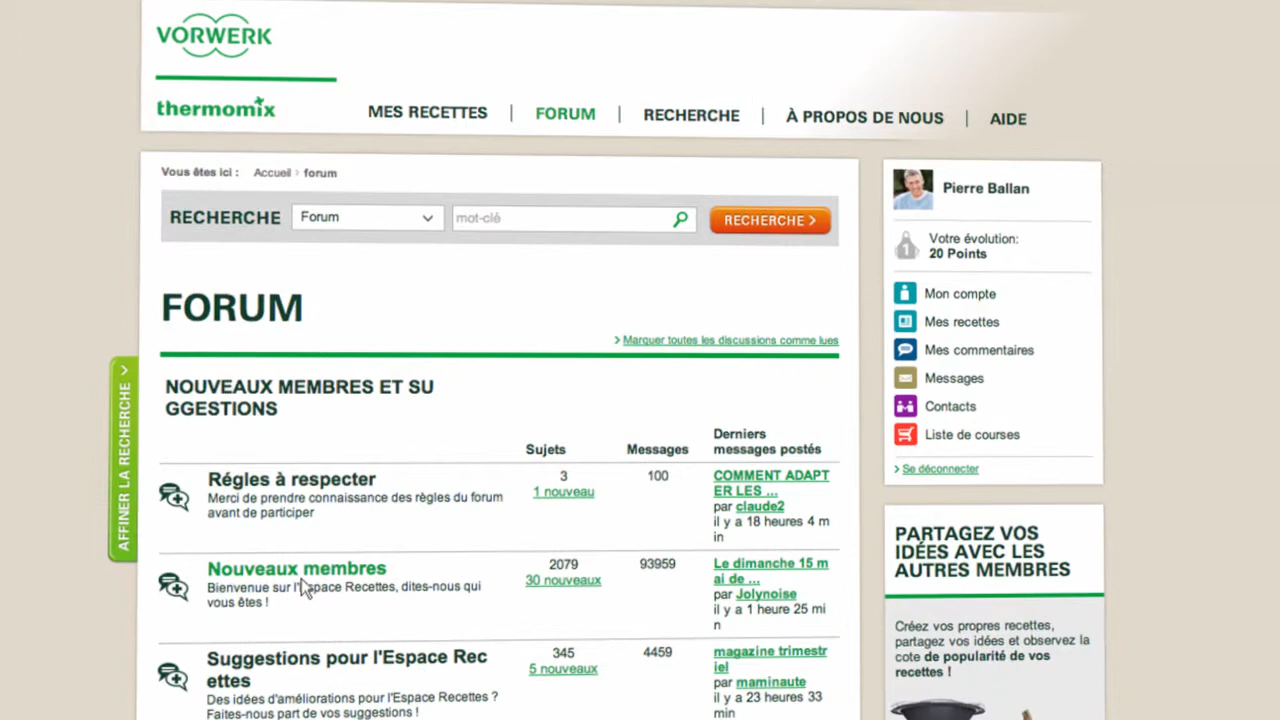 VORWERK
thermomix
MES RECETTES | FORUM | RECHERCHE | À PROPOS DE NOUS | AIDE
Vous êtes ici : Accueil › forum
RECHERCHE Forum mot-clé RECHERCHE >
FORUM
> Marquer toutes les discussions comme lues
AFFINER LA RECHERCHE >
NOUVEAUX MEMBRES ET SU
GGESTIONS
Sujets Messages Derniers
messages postés
Régles à respecter
Merci de prendre connaissance des règles du forum
avant de participer
3
1 nouveau
100
COMMENT ADAPT
ER LES ...
par claude2
il y a 18 heures 4 m
in
Nouveaux membres
Bienvenue sur l'Espace Recettes, dites-nous qui
vous êtes !
2079
30 nouveaux
93959
Le dimanche 15 m
ai de ...
par Jolynoise
il y a 1 heure 25 mi
n
Suggestions pour l'Espace Rec
ettes
Des idées d'améliorations pour l'Espace Recettes ?
Faites-nous part de vos suggestions !
345
5 nouveaux
4459
magazine trimestr
iel
par maminaute
il y a 23 heures 33
min
Pierre Ballan
1
Votre évolution:
20 Points
Mon compte
Mes recettes
Mes commentaires
Messages
Contacts
Liste de courses
> Se déconnecter
PARTAGEZ VOS
IDÉES AVEC LES
AUTRES MEMBRES
Créez vos propres recettes,
partagez vos idées et observez la
cote de popularité de vos
recettes !